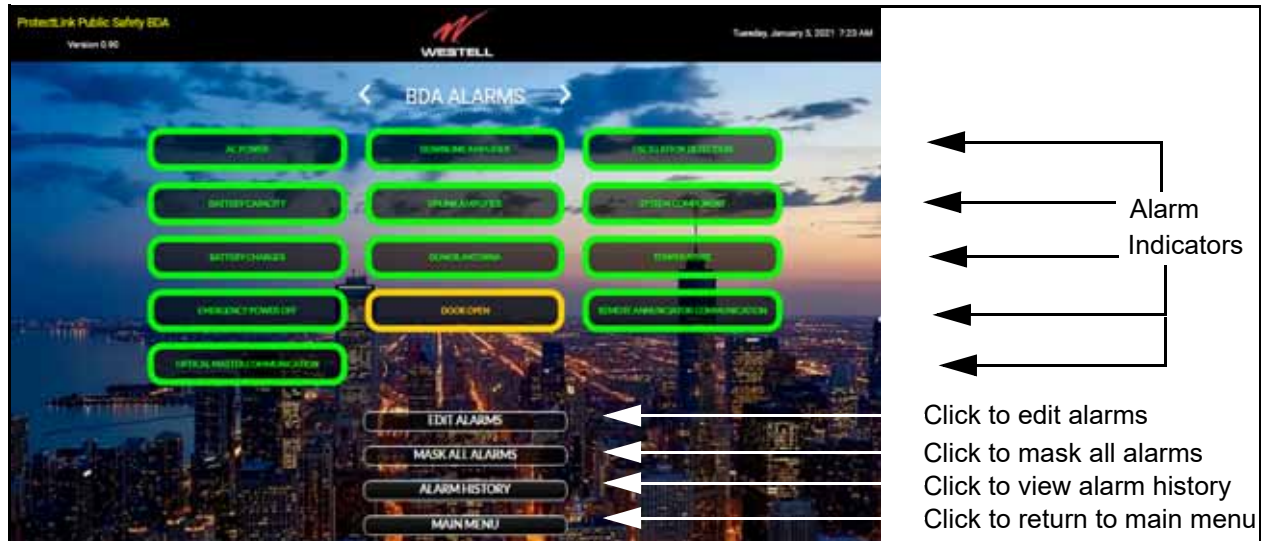 ProtectLink Public Safety BDA
Version 0.90
WESTELL
Tuesday, January 5, 2021 7:23 AM
BDA ALARMS
AC POWER
DOWNLINK AMPLIFIER
OSCILLATION DETECTION
BATTERY CAPACITY
UPLINK AMPLIFIER
SYSTEM COMPONENT
BATTERY CHARGER
DONOR ANTENNA
TEMPERATURE
EMERGENCY POWER OFF
DOOR OPEN
REMOTE ANNUNCIATOR COMMUNICATION
OPTICAL MASTER COMMUNICATION
Alarm
Indicators
EDIT ALARMS
Click to edit alarms
MASK ALL ALARMS
Click to mask all alarms
ALARM HISTORY
Click to view alarm history
MAIN MENU
Click to return to main menu